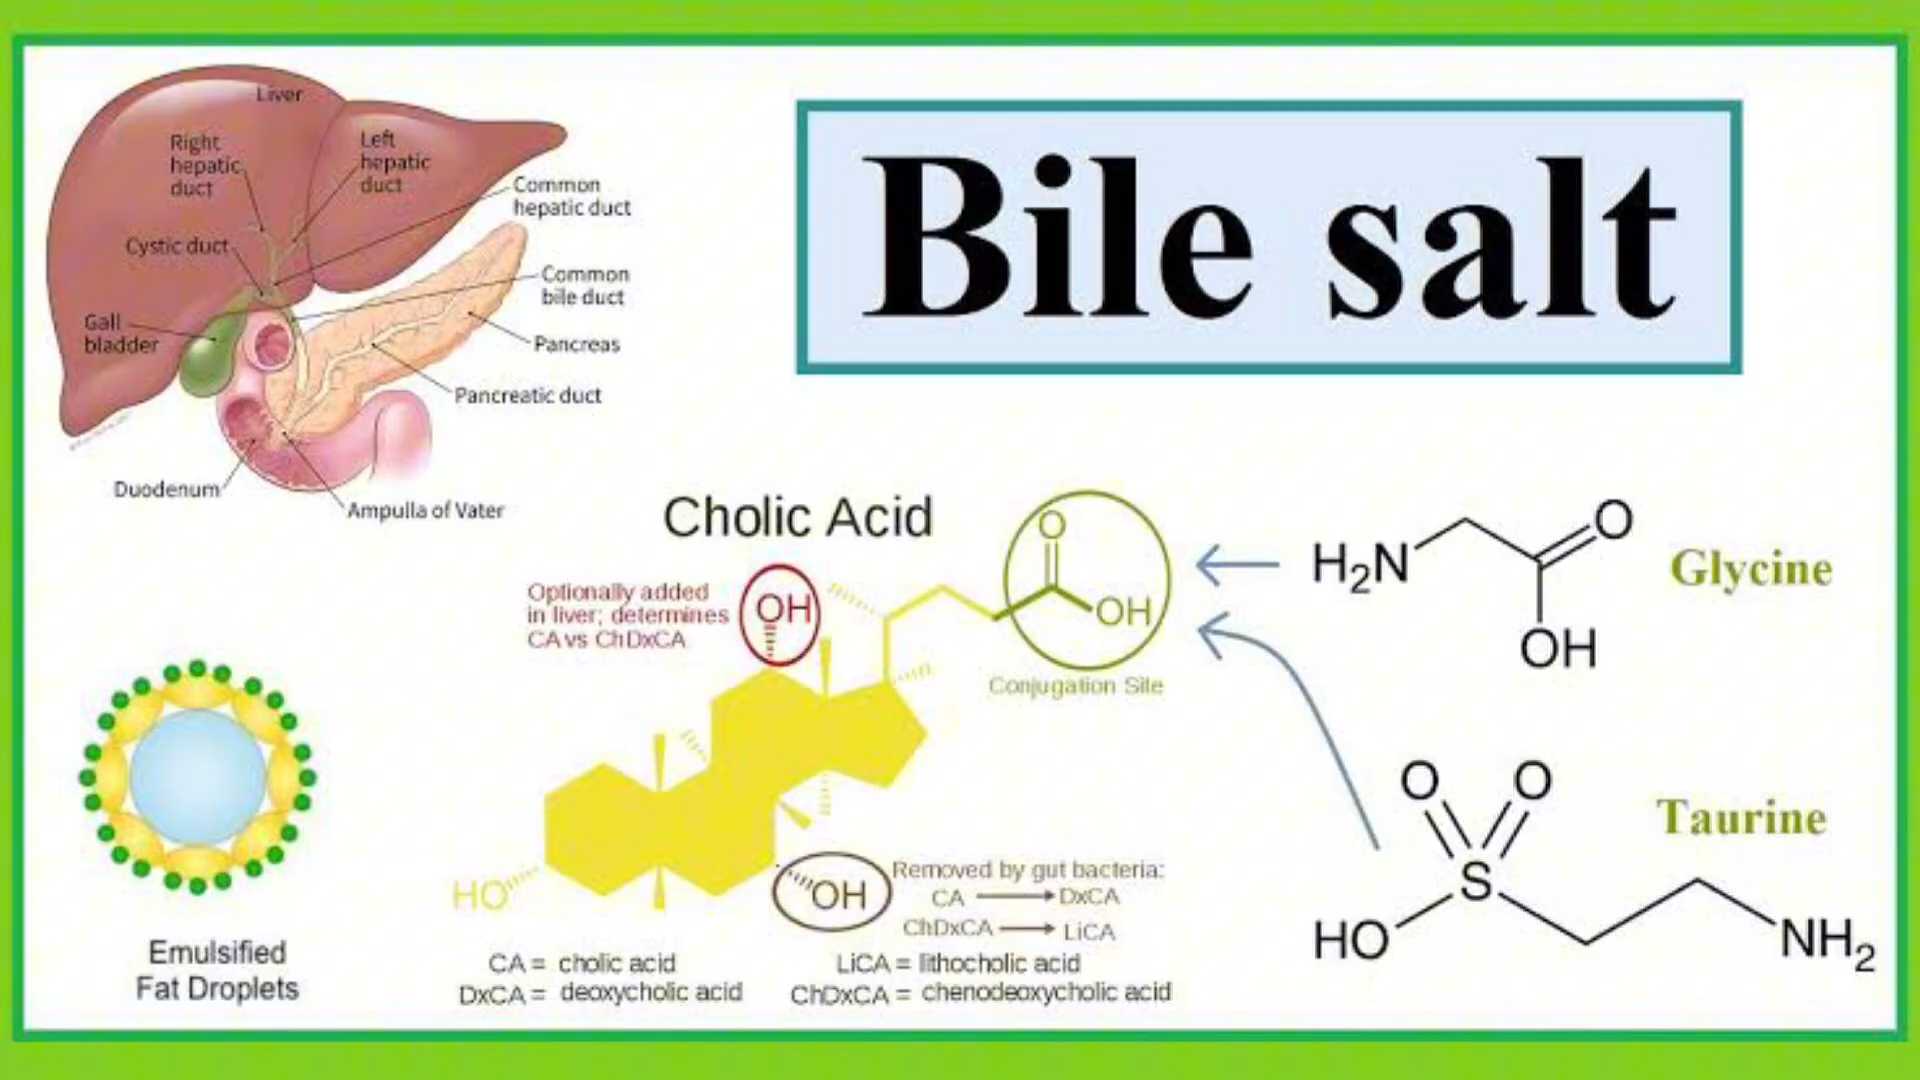 Liver
Right
hepatic
duct
Left
hepatic
duct
Common
hepatic duct
Cystic duct
Common
bile duct
Gall
bladder
Pancreas
Pancreatic duct
Duodenum
Ampulla of Vater
Bile salt
Cholic Acid
Optionally added
in liver; determines
CA vs ChDxCA
OH
O
OH
Conjugation Site
H2N
O
OH
Glycine
O O
S
HO
NH2
Taurine
HO
OH
Removed by gut bacteria:
CA → DxCA
ChDxCA → LiCA
CA = cholic acid
DxCA = deoxycholic acid
LiCA = lithocholic acid
ChDxCA = chenodeoxycholic acid
Emulsified
Fat Droplets